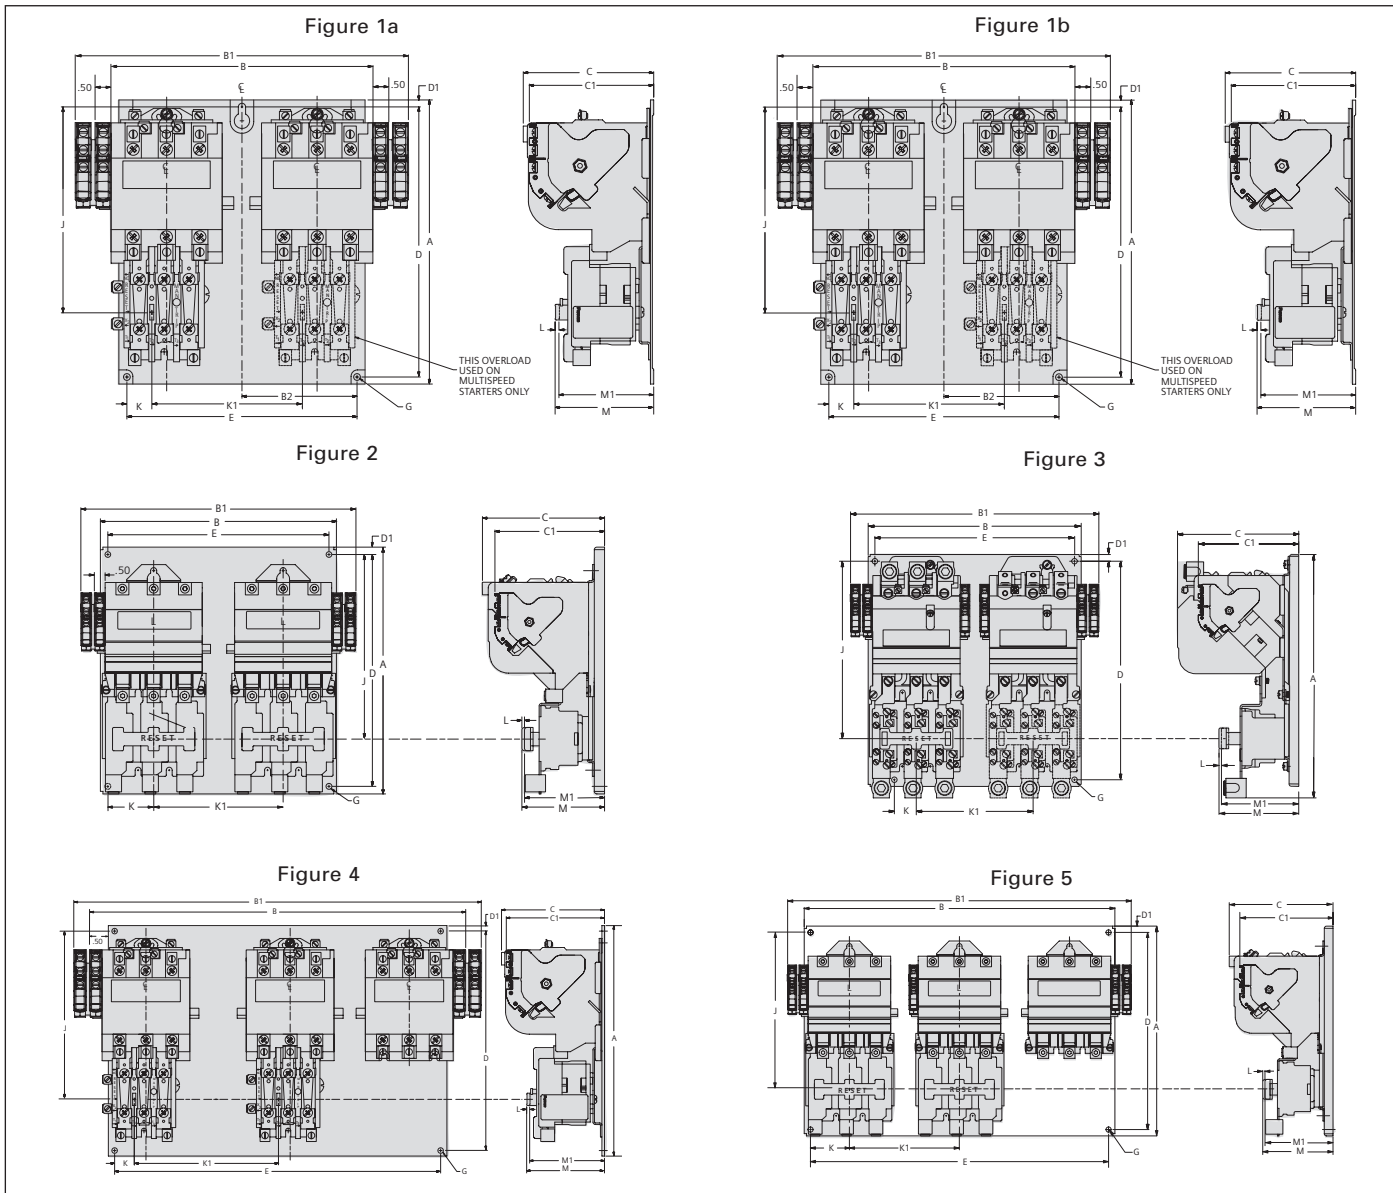 Figure 1a
B1
B
.50
.50
D1
C
C1
J
A
D
L
THIS OVERLOAD
USED ON
MULTISPEED
STARTERS ONLY
K
K1
B2
E
G
M1
M
Figure 1b
B1
B
.50
.50
D1
C
C1
J
A
D
L
THIS OVERLOAD
USED ON
MULTISPEED
STARTERS ONLY
K
K1
B2
E
G
M1
M
Figure 2
B1
B
E
D1
.50
C
C1
A
D
J
L
RESET
RESET
K
K1
G
M1
M
Figure 3
B1
B
E
D1
C
C1
J
D
A
RESET
RESET
L
K
K1
G
M1
M
Figure 4
B1
B
D1
.50
C
C1
J
D
A
L
K
K1
E
G
M1
M
Figure 5
B1
B
D1
C
C1
J
D
A
L
RESET
RESET
K
K1
E
G
M1
M